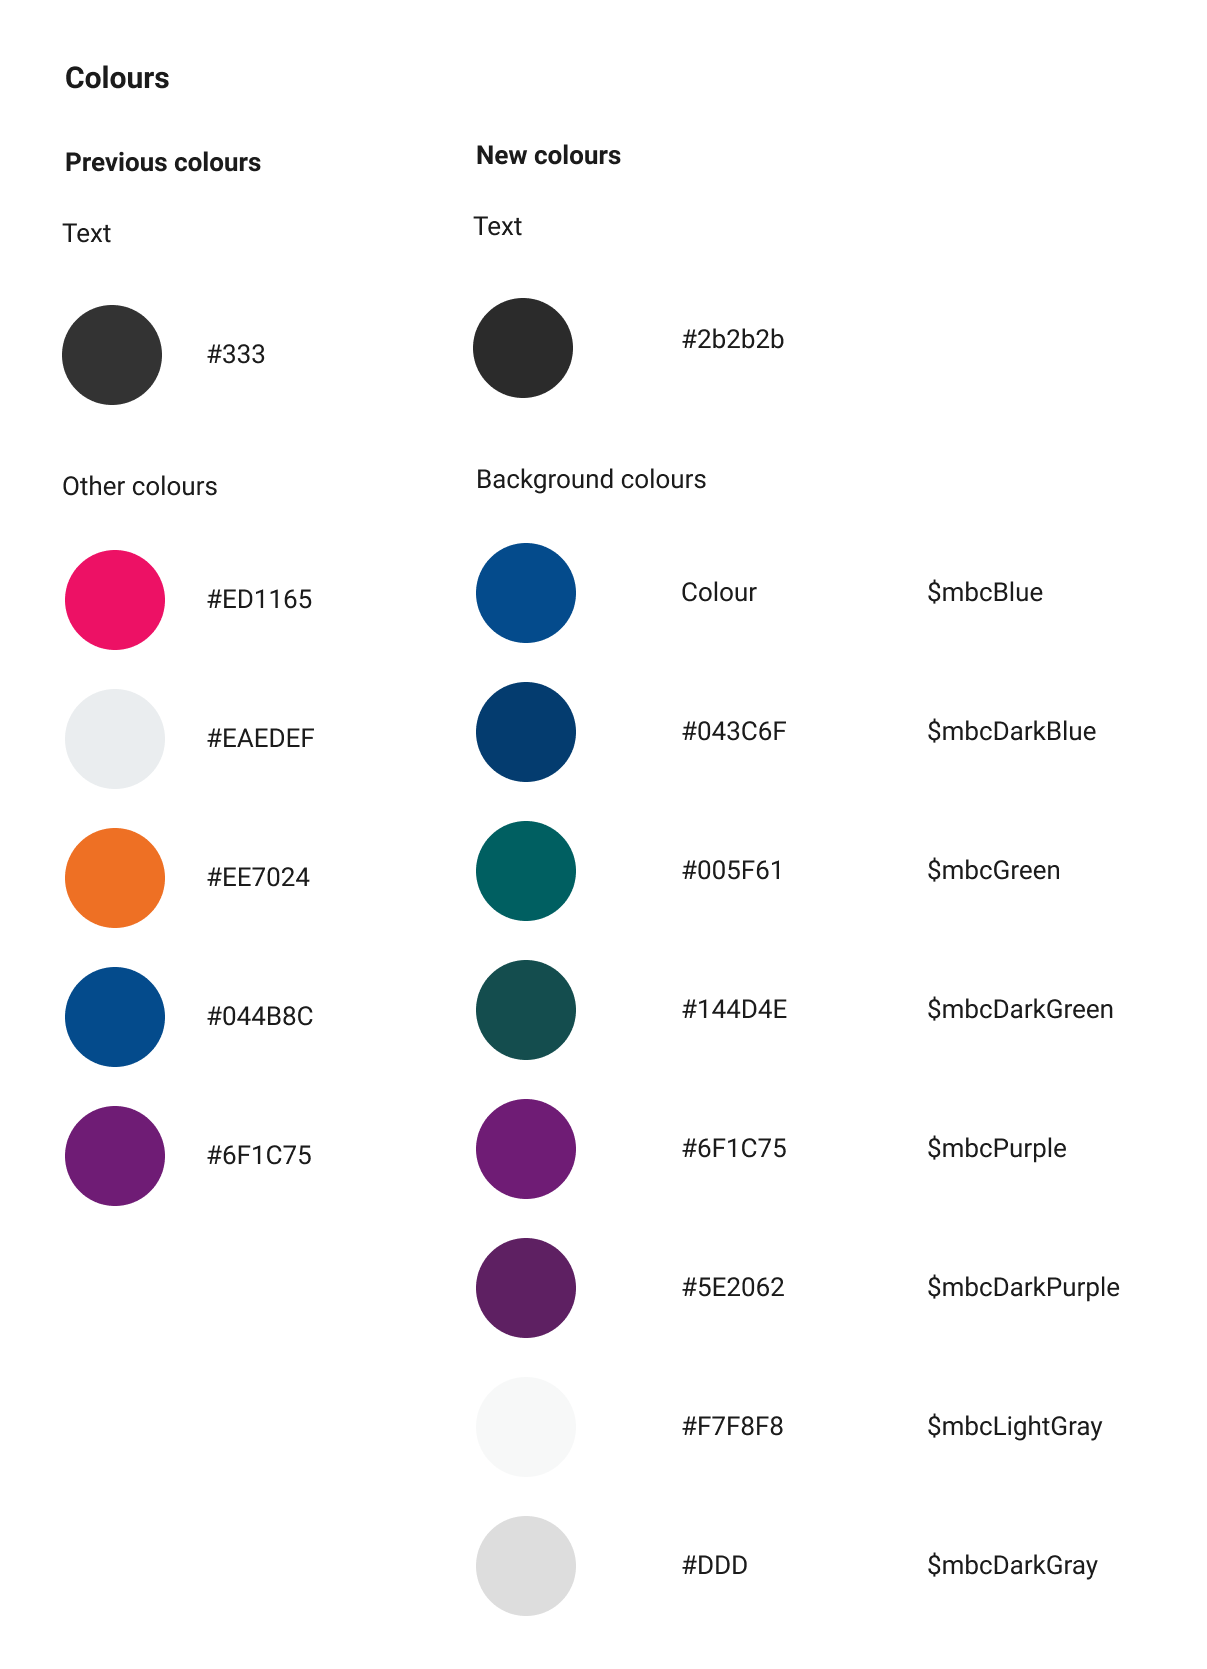 Colours
Previous colours
Text
#333
Other colours
#ED1165
#EAEDEF
#EE7024
#044B8C
#6F1C75
New colours
Text
#2b2b2b
Background colours
Colour $mbcBlue
#043C6F $mbcDarkBlue
#005F61 $mbcGreen
#144D4E $mbcDarkGreen
#6F1C75 $mbcPurple
#5E2062 $mbcDarkPurple
#F7F8F8 $mbcLightGray
#DDD $mbcDarkGray